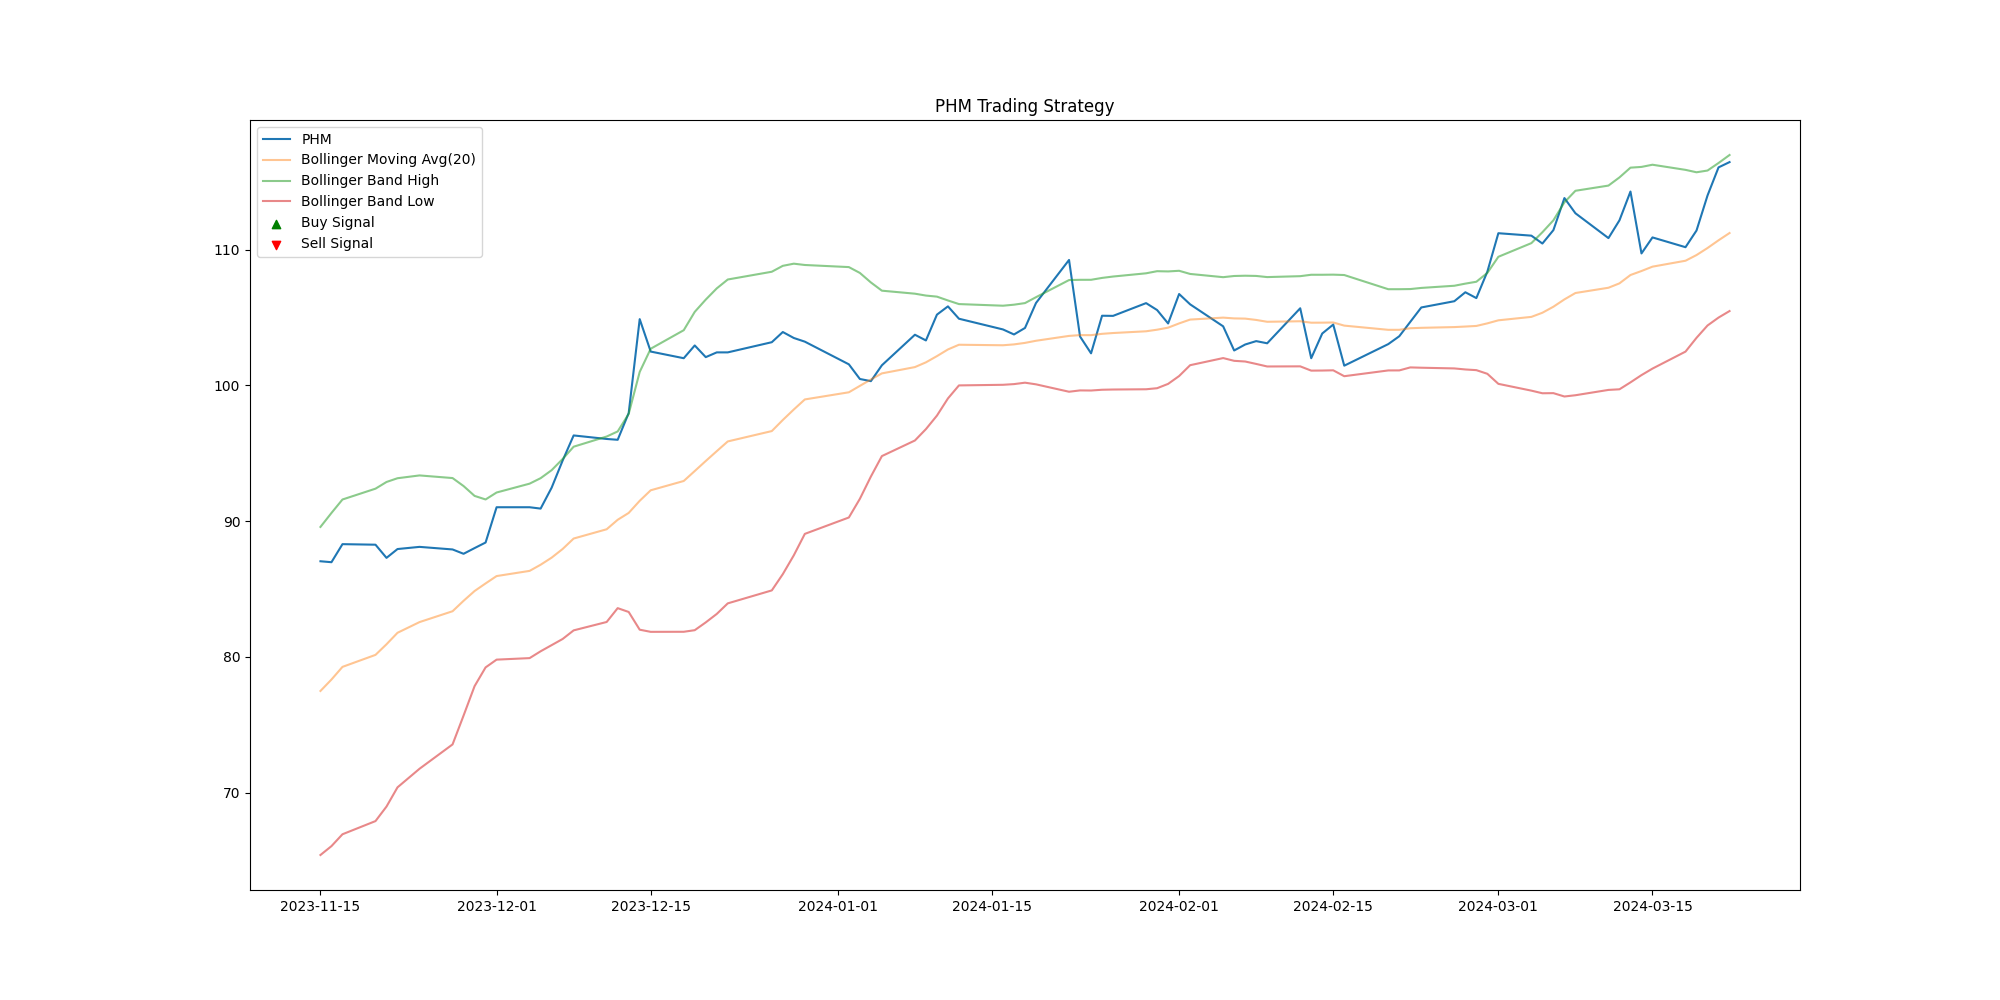 PHM Trading Strategy
PHM
Bollinger Moving Avg(20)
Bollinger Band High
Bollinger Band Low
Buy Signal
Sell Signal
110
100
90
80
70
2023-11-15 2023-12-01 2023-12-15 2024-01-01 2024-01-15 2024-02-01 2024-02-15 2024-03-01 2024-03-15